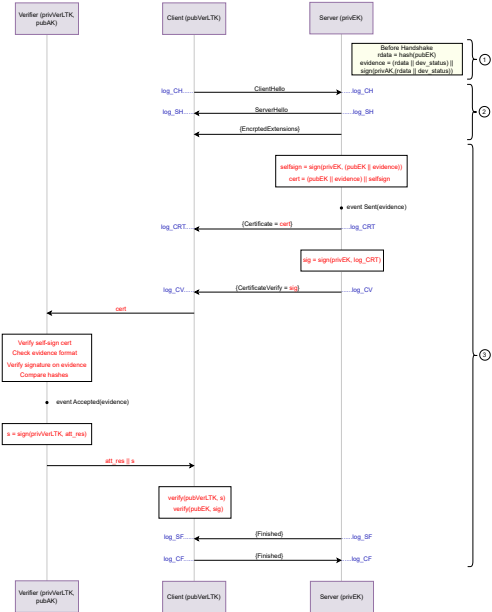 Verifier (privVerLTK,
pubAK)
Client (pubVerLTK)
Server (privEK)
Before Handshake
rdata = hash(pubEK)
evidence = (rdata || dev_status) ||
sign(privAK,(rdata || dev_status))
1
log_CH
ClientHello
log_CH
log_SH
ServerHello
log_SH
2
{EncrptedExtensions}
selfsign = sign(privEK, (pubEK || evidence))
cert = (pubEK || evidence) || selfsign
event Sent(evidence)
log_CRT
{Certificate = cert}
log_CRT
sig = sign(privEK, log_CRT)
log_CV
{CertificateVerify = sig}
log_CV
cert
Verify self-sign cert
Check evidence format
Verify signature on evidence
Compare hashes
3
event Accepted(evidence)
s = sign(privVerLTK, att_res)
att_res || s
verify(pubVerLTK, s)
verify(pubEK, sig)
log_SF
{Finished}
log_SF
log_CF
{Finished}
log_CF
Verifier (privVerLTK,
pubAK)
Client (pubVerLTK)
Server (privEK)